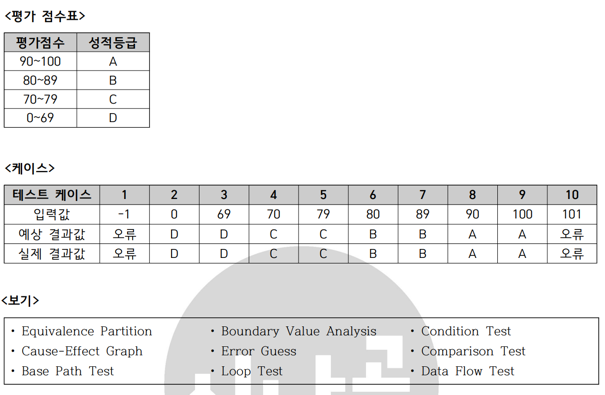 <평가 점수표>
평가점수 성적등급
90~100 A
80~89 B
70~79 C
0~69 D
<케이스>
테스트 케이스 1 2 3 4 5 6 7 8 9 10
입력값 -1 0 69 70 79 80 89 90 100 101
예상 결과값 오류 D D C C B B A A 오류
실제 결과값 오류 D D C C B B A A 오류
<보기>
• Equivalence Partition • Boundary Value Analysis • Condition Test
• Cause-Effect Graph • Error Guess • Comparison Test
• Base Path Test • Loop Test • Data Flow Test